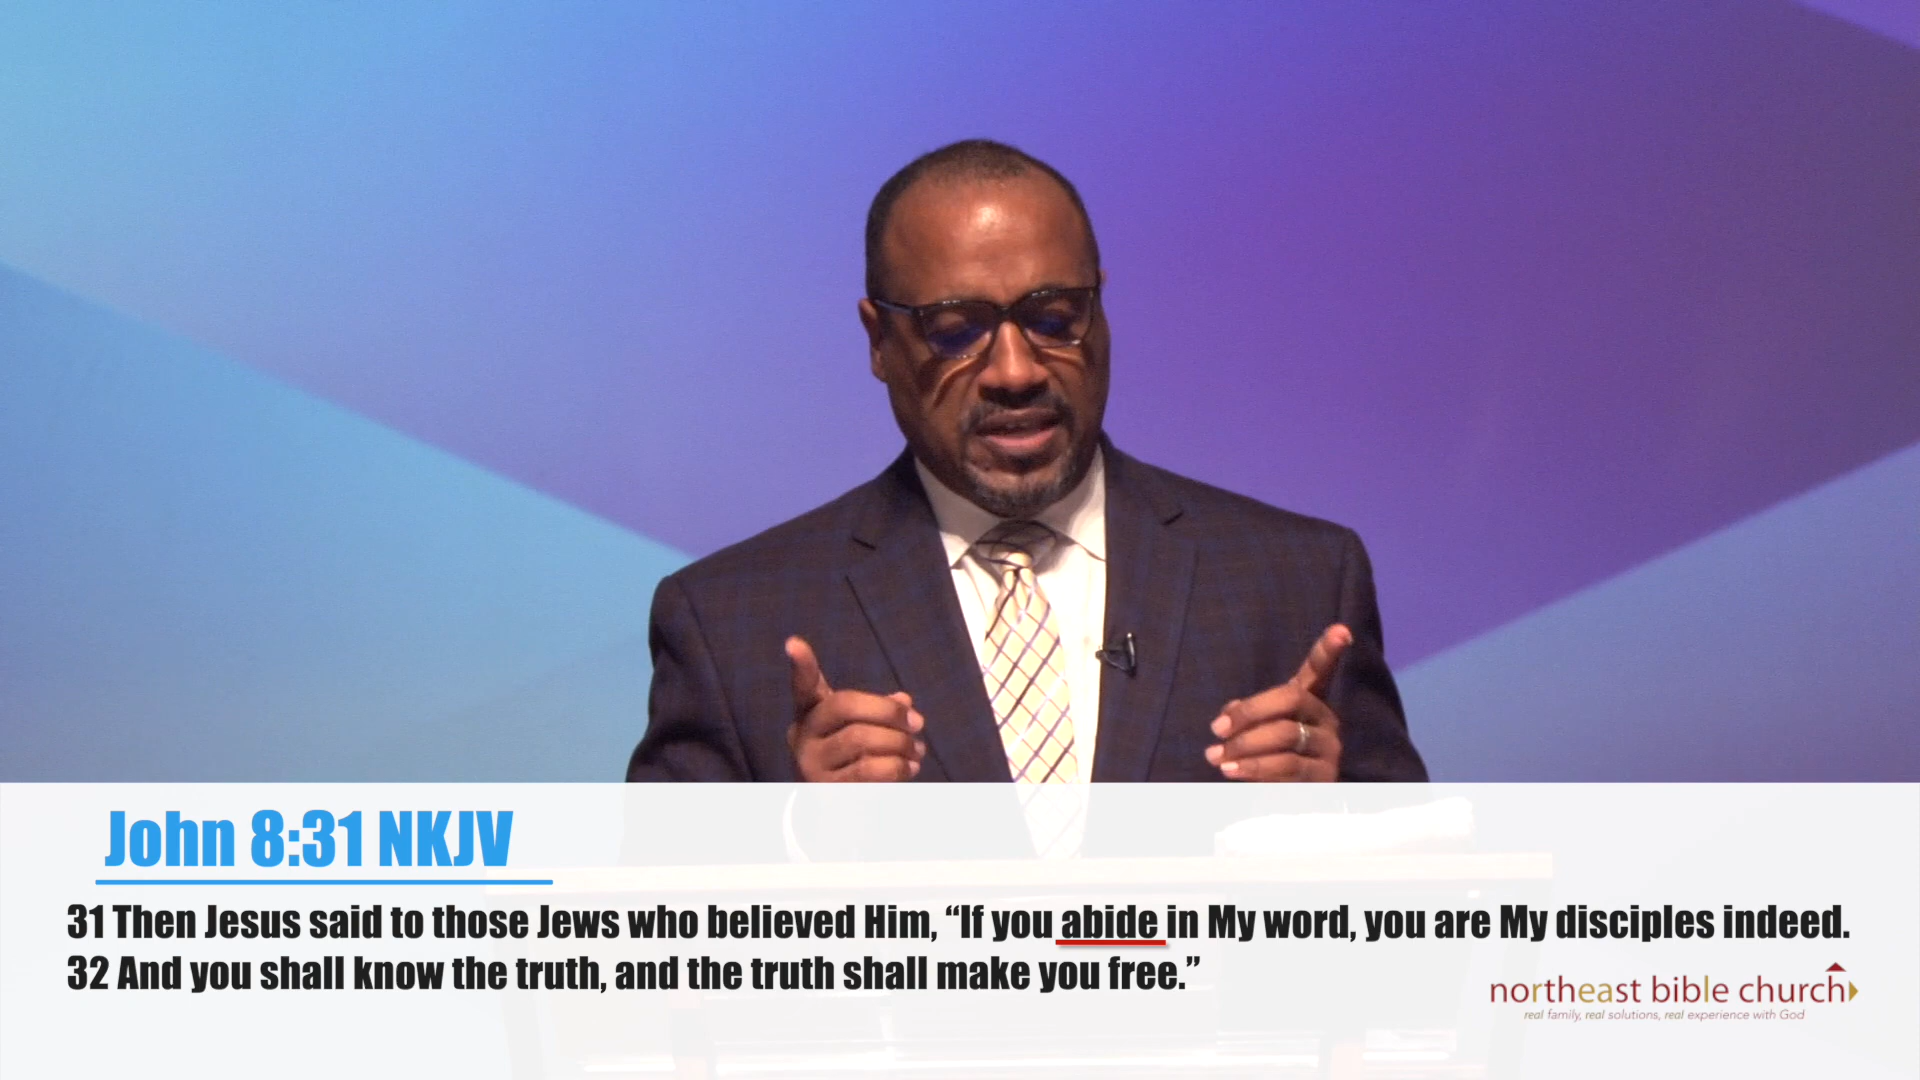 John 8:31 NKJV
31 Then Jesus said to those Jews who believed Him, “If you abide in My word, you are My disciples indeed.
32 And you shall know the truth, and the truth shall make you free.”
northeast bible church
real family, real solutions, real experience with God